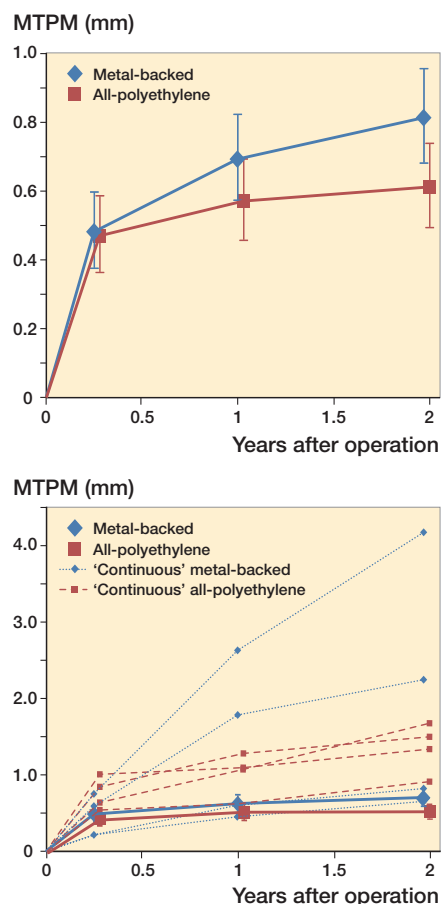 MTPM (mm)
1.0
Metal-backed
All-polyethylene
0.8
0.6
0.4
0.2
0
0
0.5
1
1.5
2
Years after operation
MTPM (mm)
Metal-backed
4.0
All-polyethylene
‘Continuous’ metal-backed
‘Continuous’ all-polyethylene
3.0
2.0
1.0
0.5
0.0
0
0.5
1
1.5
2
Years after operation